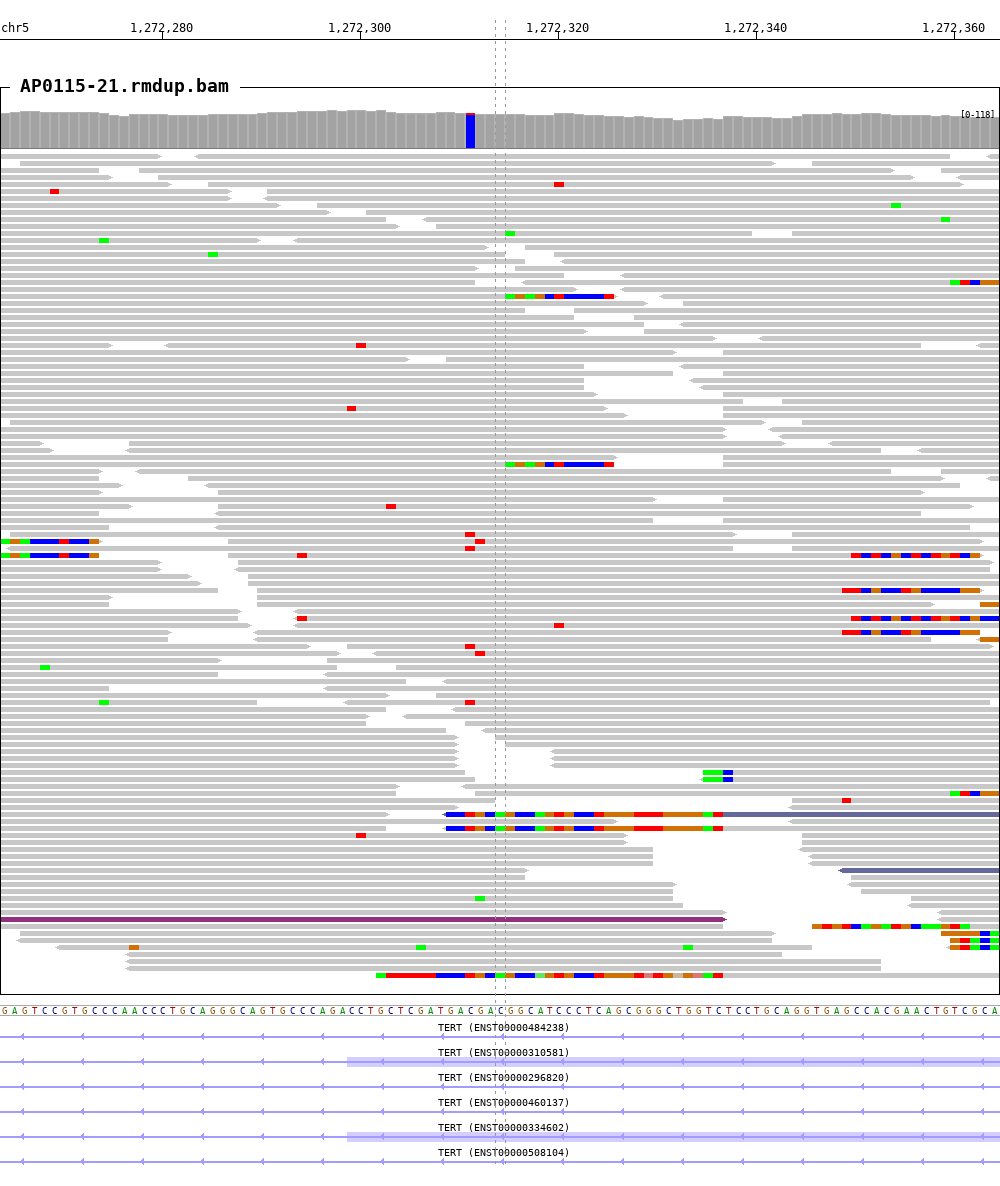 chr5 1,272,280 1,272,300 1,272,320 1,272,340 1,272,360
AP0115-21.rmdup.bam
[0-118]
GAGTCCGTGCCCAACCCTGCAGGGCAGTGCCCAGACCTGCTCGATGACGACGGCATCCCTCAGCGGGCTGGTCTCCTGCAGGTGAGCCACGAACTGTCGCA
TERT (ENST00000484238)
TERT (ENST00000310581)
TERT (ENST00000296820)
TERT (ENST00000460137)
TERT (ENST00000334602)
TERT (ENST00000508104)